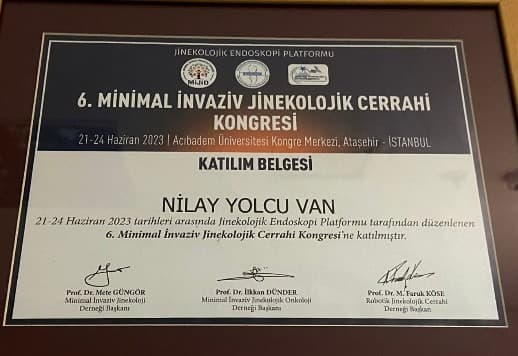 JİNEKOLOJİK ENDOSKOPİ PLATFORMU
MİJİD
6. MİNİMAL İNVAZİV JİNEKOLOJİK CERRAHİ
KONGRESİ
21-24 Haziran 2023 | Acıbadem Üniversitesi Kongre Merkezi, Ataşehir - İSTANBUL
KATILIM BELGESİ
NİLAY YOLCU VAN
21-24 Haziran 2023 tarihleri arasında Jinekolojik Endoskopi Platformu tarafından düzenlenen
6. Minimal İnvaziv Jinekolojik Cerrahi Kongresi'ne katılmıştır.
Prof. Dr. Mete GÜNGÖR
Minimal İnvaziv Jinekoloji
Derneği Başkanı
Prof. Dr. İlkkan DÜNDER
Minimal İnvaziv Jinekolojik Onkoloji
Derneği Başkanı
Prof. Dr. M. Faruk KÖSE
Robotik Jinekolojik Cerrahi
Derneği Başkan